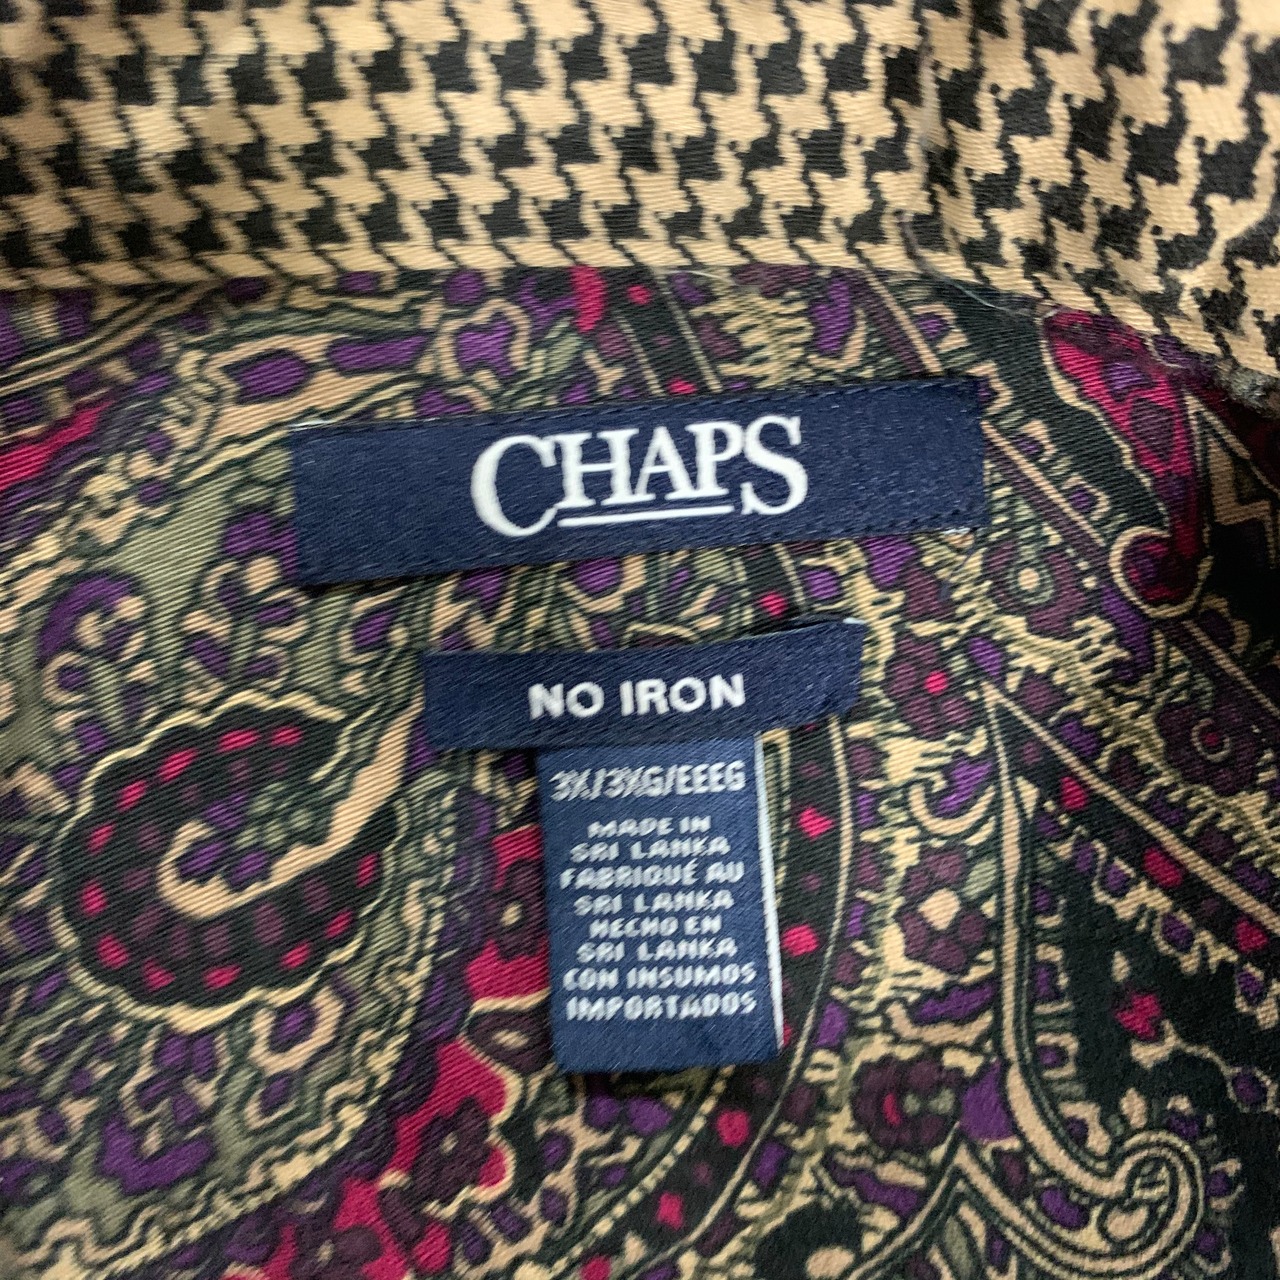 CHAPS
NO IRON
3X/3XG/EEEG
MADE IN
SRI LANKA
FABRIQUÉ AU
SRI LANKA
HECHO EN
SRI LANKA
CON INSUMOS
IMPORTADOS